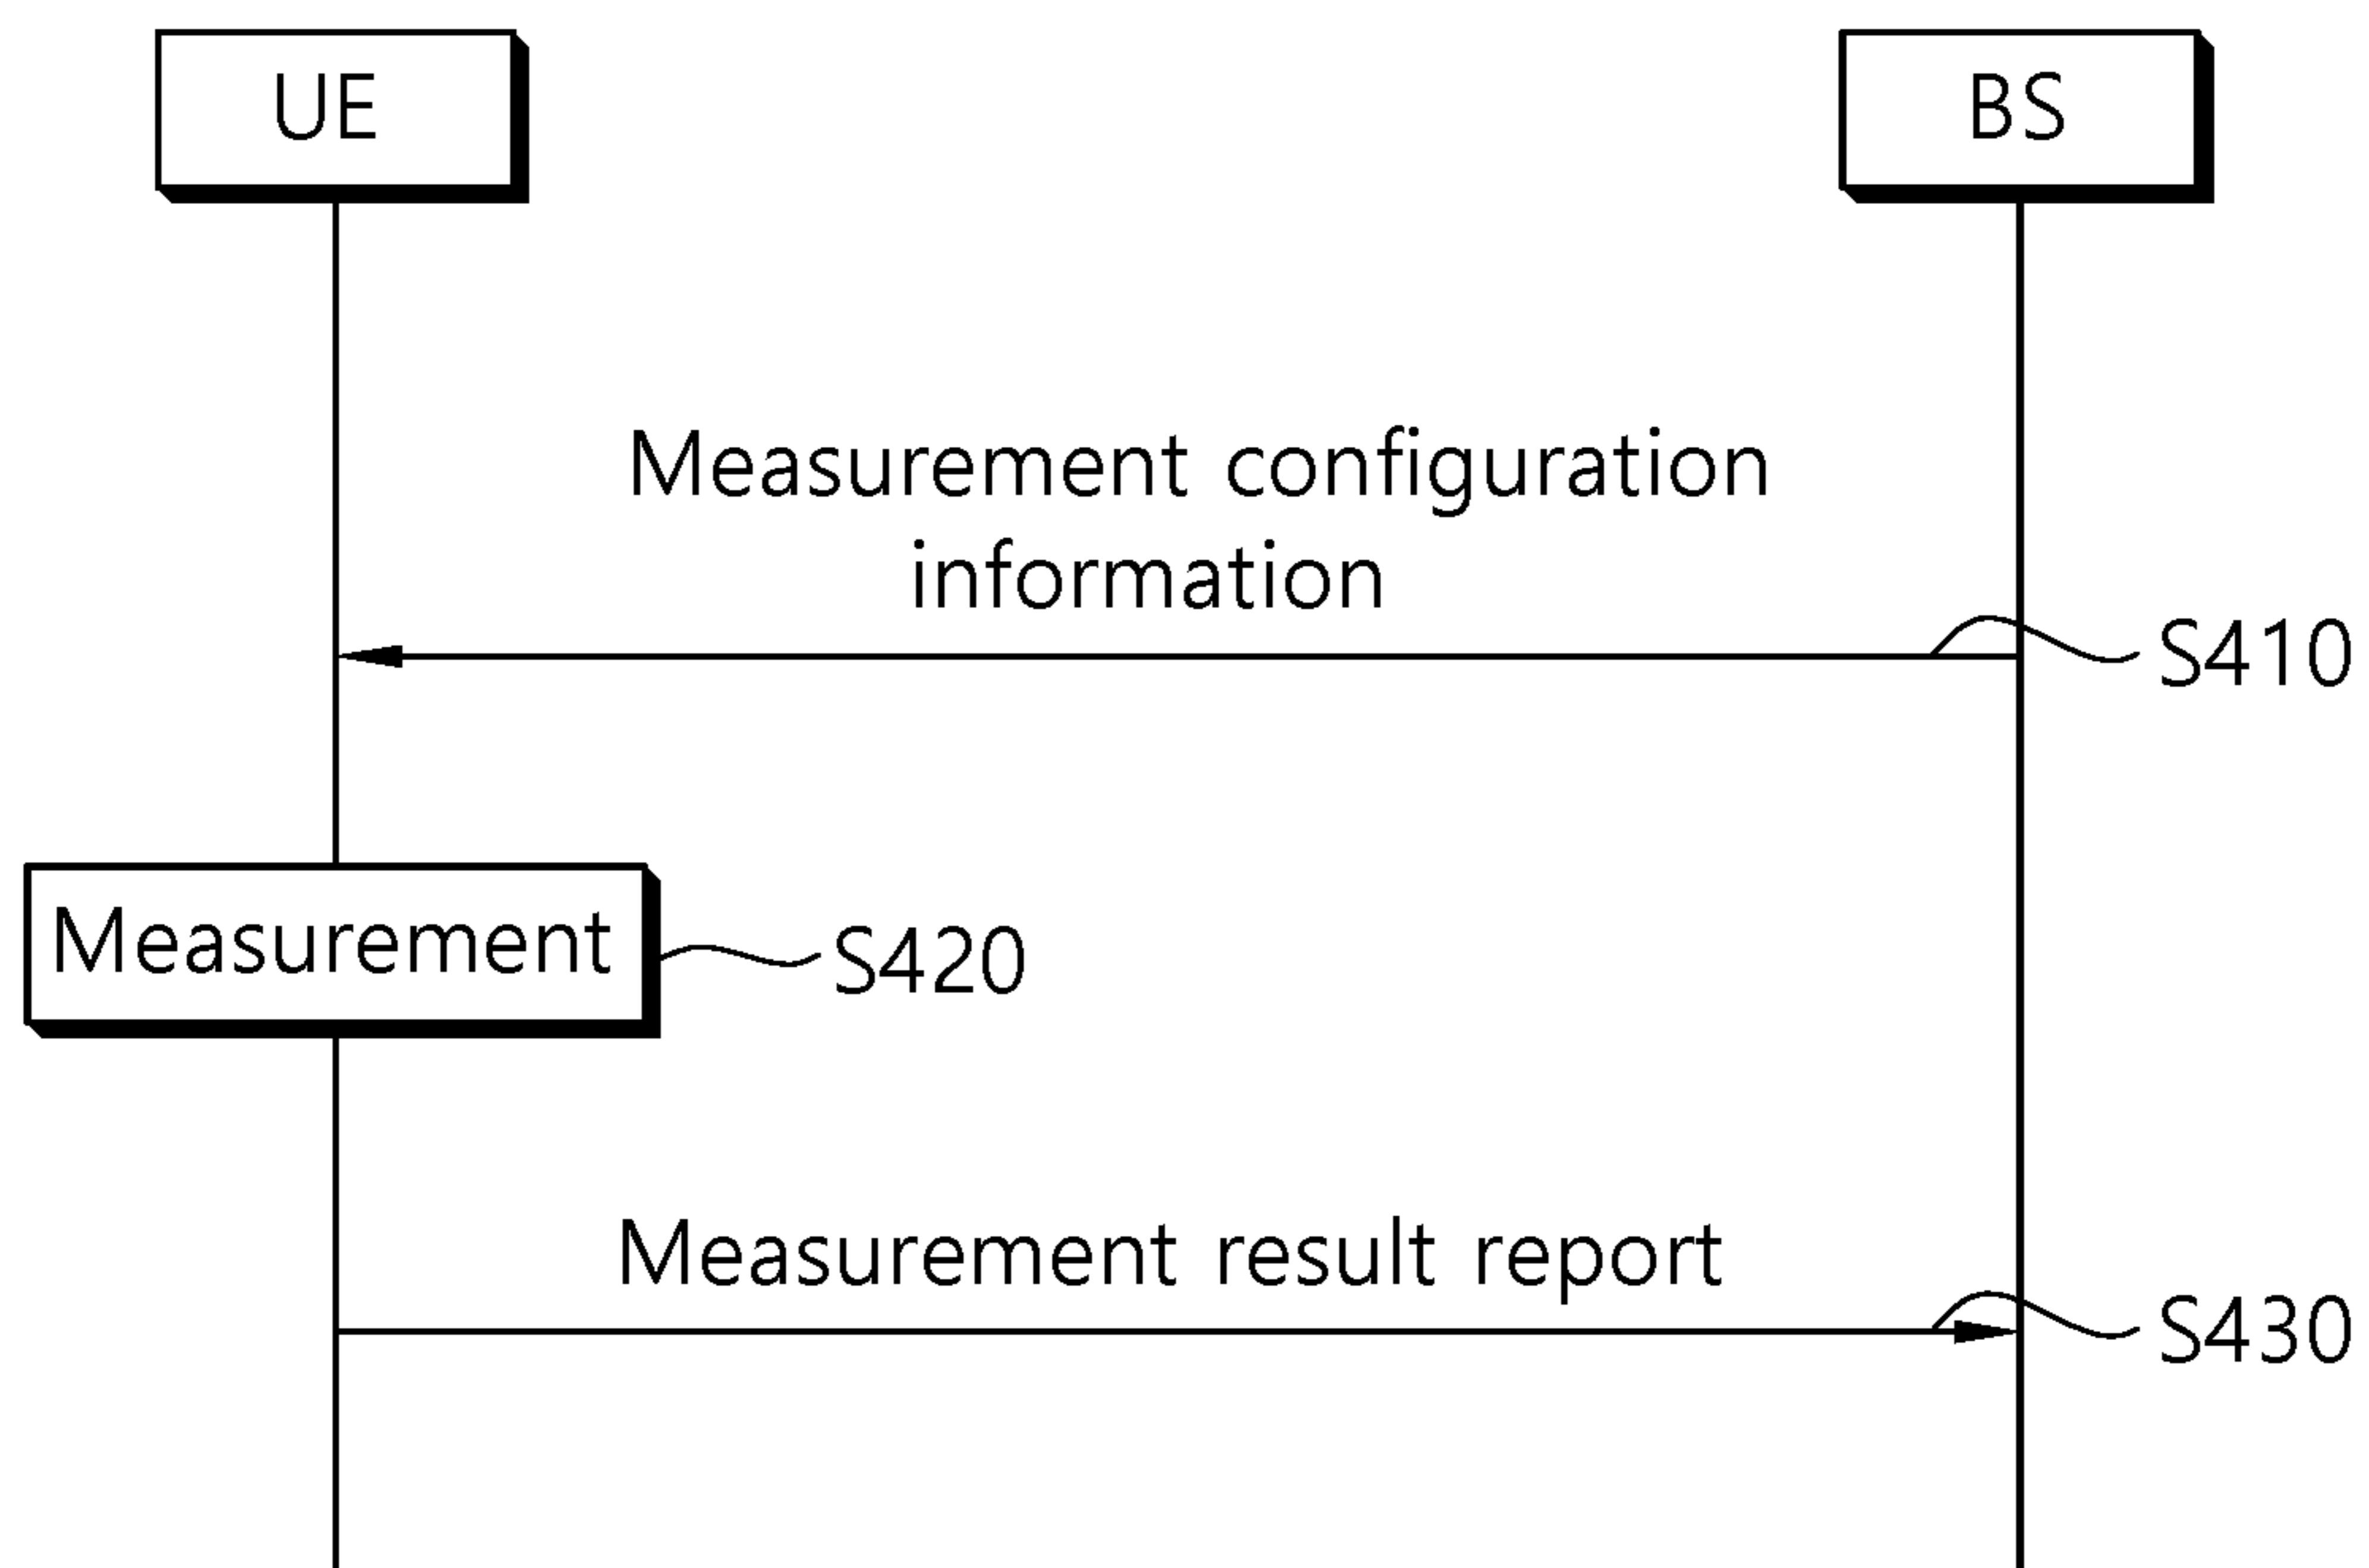 UE
BS
Measurement configuration
information
S410
Measurement
S420
Measurement result report
S430